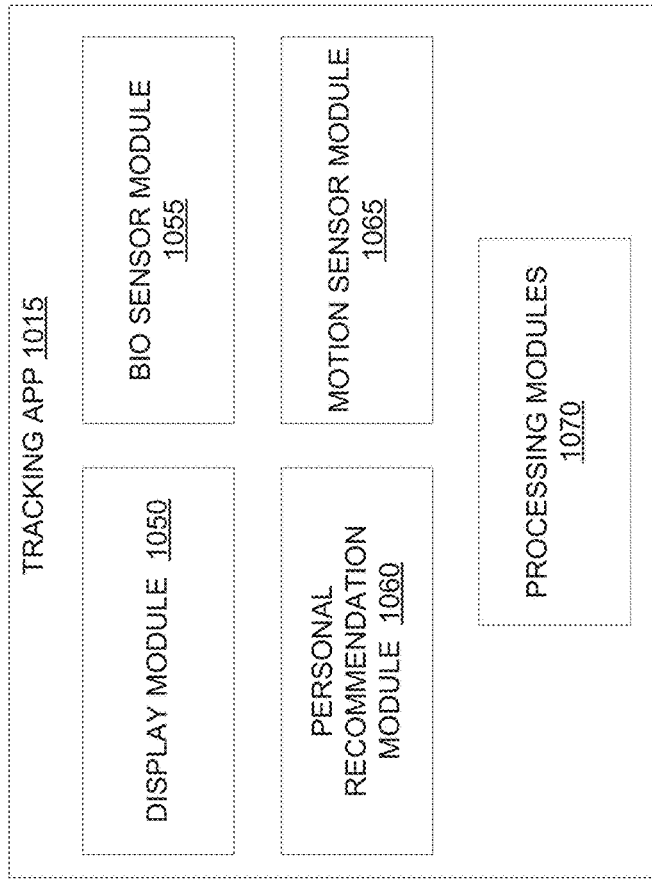 TRACKING APP 1015
DISPLAY MODULE 1050
BIO SENSOR MODULE
1055
PERSONAL
RECOMMENDATION
MODULE 1060
MOTION SENSOR MODULE
1065
PROCESSING MODULES
1070